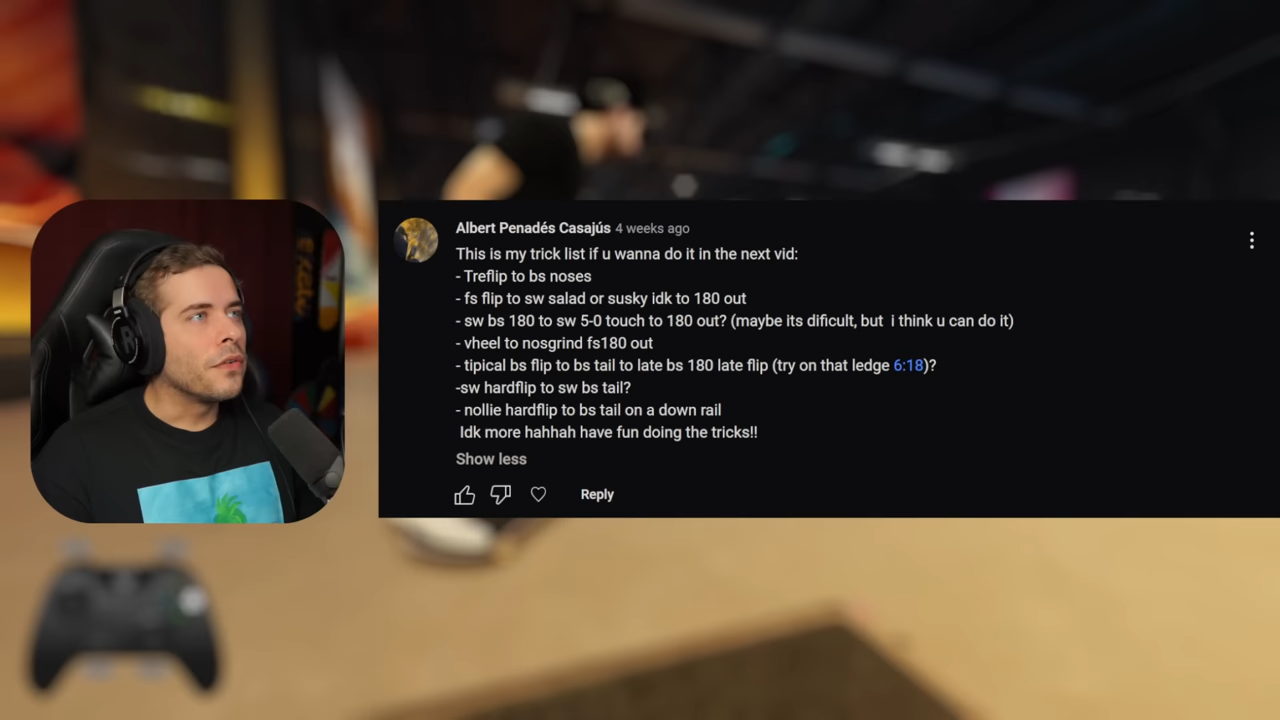 Albert Penadés Casajús 4 weeks ago
This is my trick list if u wanna do it in the next vid:
- Treflip to bs noses
- fs flip to sw salad or susky idk to 180 out
- sw bs 180 to sw 5-0 touch to 180 out? (maybe its dificult, but i think u can do it)
- vheel to nosgrind fs180 out
- tipical bs flip to bs tail to late bs 180 late flip (try on that ledge 6:18)?
-sw hardflip to sw bs tail?
- nollie hardflip to bs tail on a down rail
Idk more hahhah have fun doing the tricks!!
Show less
Reply